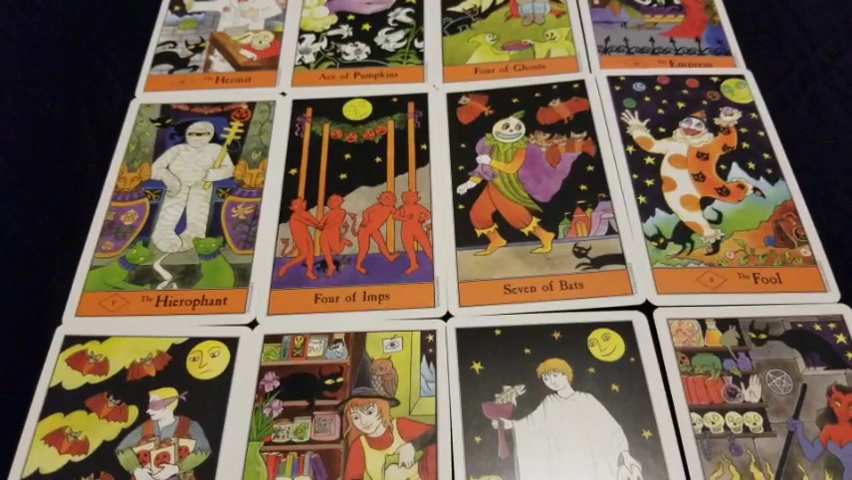 The Hermit
Ace of Pumpkins
Four of Ghosts
The Empress
V The Hierophant
Four of Imps
Seven of Bats
0 The Fool